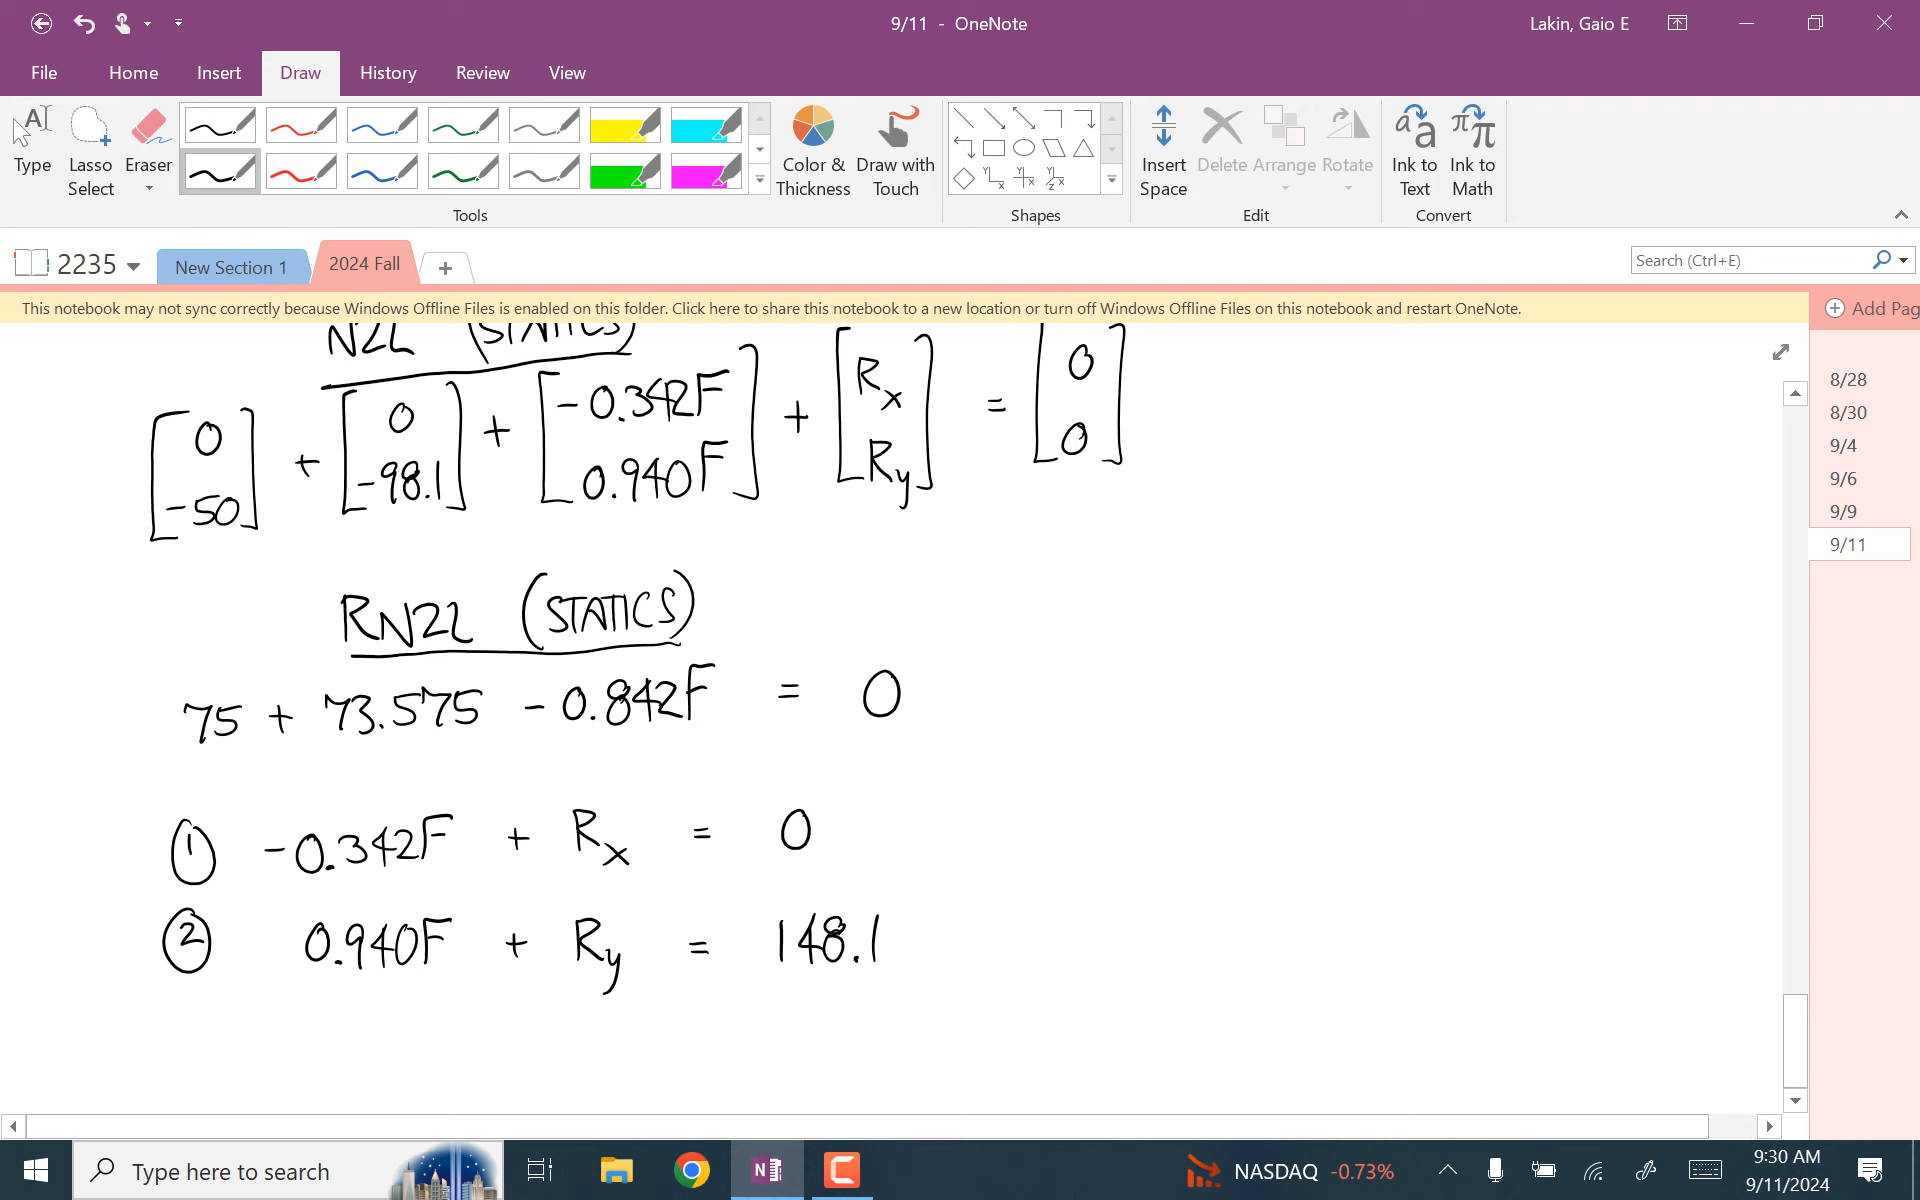 9/11 - OneNote
Lakin, Gaio E
File Home Insert Draw History Review View
Type
Lasso Select
Eraser
Color & Thickness
Draw with Touch
Insert Space
Delete
Arrange
Rotate
Ink to Text
Ink to Math
Tools
Shapes
Edit
Convert
2235
New Section 1
2024 Fall
Search (Ctrl+E)
This notebook may not sync correctly because Windows Offline Files is enabled on this folder. Click here to share this notebook to a new location or turn off Windows Offline Files on this notebook and restart OneNote.
Add Pag
8/28
8/30
9/4
9/6
9/9
9/11
N2L (STATICS)
[0 -50] + [0 -98.1] + [-0.342F 0.940F] + [Rx Ry] = [0 0]
RN2L (STATICS)
75 + 73.575 - 0.842F = 0
① -0.342F + Rx = 0
② 0.940F + Ry = 148.1
Type here to search
NASDAQ -0.73%
9:30 AM
9/11/2024